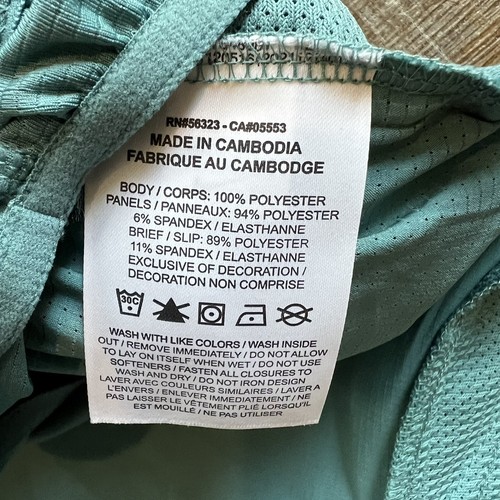 RN#56323 - CA#05553
MADE IN CAMBODIA
FABRIQUE AU CAMBODGE
BODY / CORPS: 100% POLYESTER
PANELS / PANNEAUX: 94% POLYESTER
6% SPANDEX / ELASTHANNE
BRIEF / SLIP: 89% POLYESTER
11% SPANDEX / ELASTHANNE
EXCLUSIVE OF DECORATION /
DECORATION NON COMPRISE
30C
WASH WITH LIKE COLORS / WASH INSIDE
OUT / REMOVE IMMEDIATELY / DO NOT ALLOW
TO LAY ON ITSELF WHEN WET / DO NOT USE
SOFTENERS / FASTEN ALL CLOSURES TO
WASH AND DRY / DO NOT IRON DESIGN
LAVER AVEC COULEURS SIMILAIRES / LAVER A
L'ENVERS / ENLEVER IMMEDIATEMENT / NE
PAS LAISSER LE VÊTEMENT PLIÉ LORSQU'IL
EST MOUILLÉ / NE PAS UTILISER